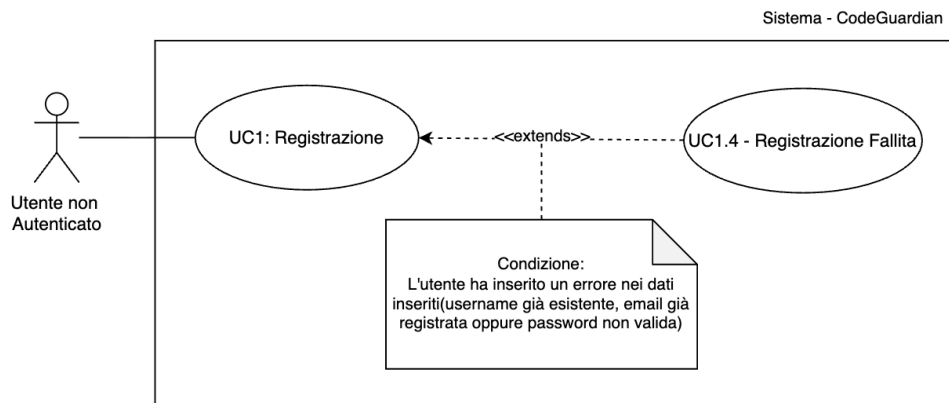 Sistema - CodeGuardian
UC1: Registrazione
<<extends>>
UC1.4 - Registrazione Fallita
Utente non
Autenticato
Condizione:
L'utente ha inserito un errore nei dati
inseriti(username già esistente, email già
registrata oppure password non valida)